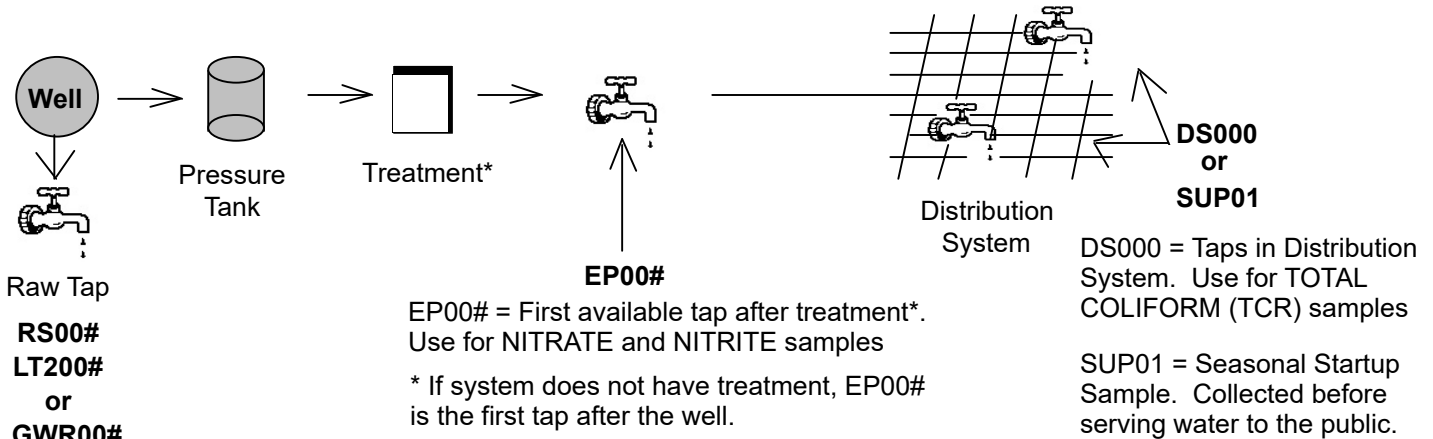 Well
Pressure
Tank
Treatment*
Distribution
System
DS000
or
SUP01
Raw Tap
RS00#
LT200#
or
GWR00#
EP00#
EP00# = First available tap after treatment*.
Use for NITRATE and NITRITE samples
* If system does not have treatment, EP00#
is the first tap after the well.
DS000 = Taps in Distribution
System.  Use for TOTAL
COLIFORM (TCR) samples
SUP01 = Seasonal Startup
Sample.  Collected before
serving water to the public.